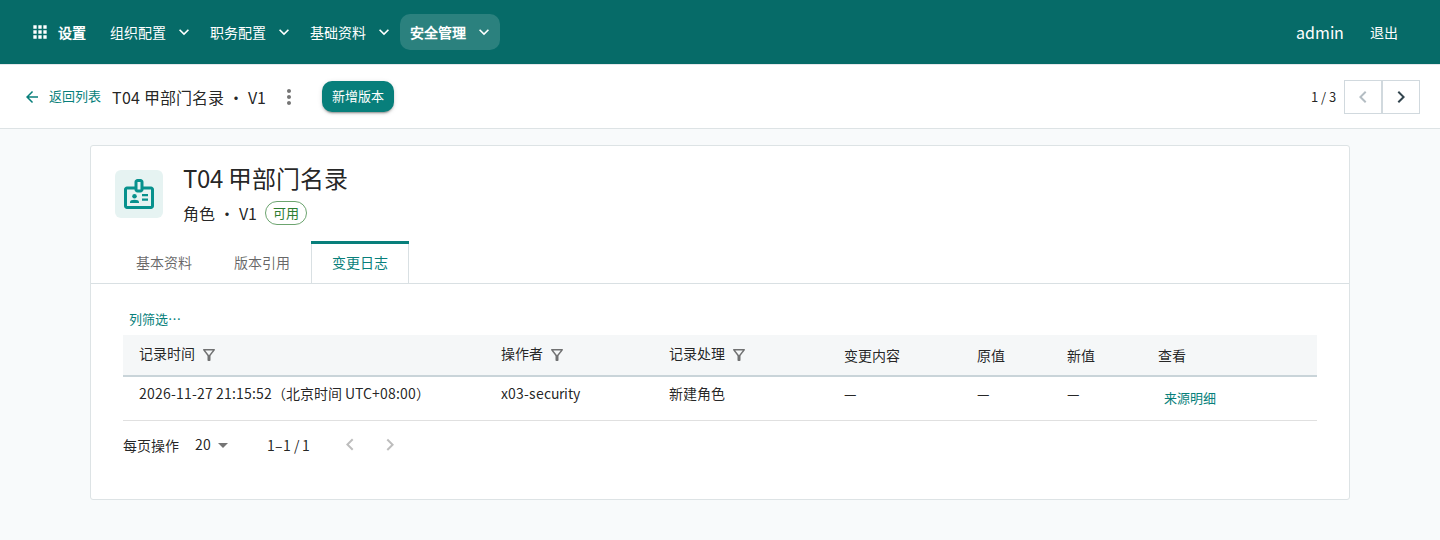 设置 组织配置 职务配置 基础资料 安全管理 admin 退出
返回列表 T04 甲部门名录 • V1 新增版本 1 / 3
T04 甲部门名录
角色 • V1 可用
基本资料 版本引用 变更日志
列筛选…
记录时间 操作者 记录处理 变更内容 原值 新值 查看
2026-11-27 21:15:52（北京时间 UTC+08:00） x03-security 新建角色 — — — 来源明细
每页操作 20 1–1 / 1